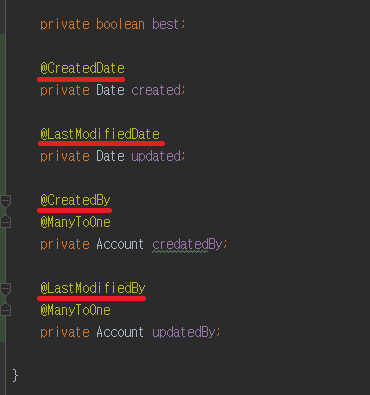 private boolean best;
@CreatedDate
private Date created;
@LastModifiedDate
private Date updated;
@CreatedBy
@ManyToOne
private Account credatedBy;
@LastModifiedBy
@ManyToOne
private Account updatedBy;
}